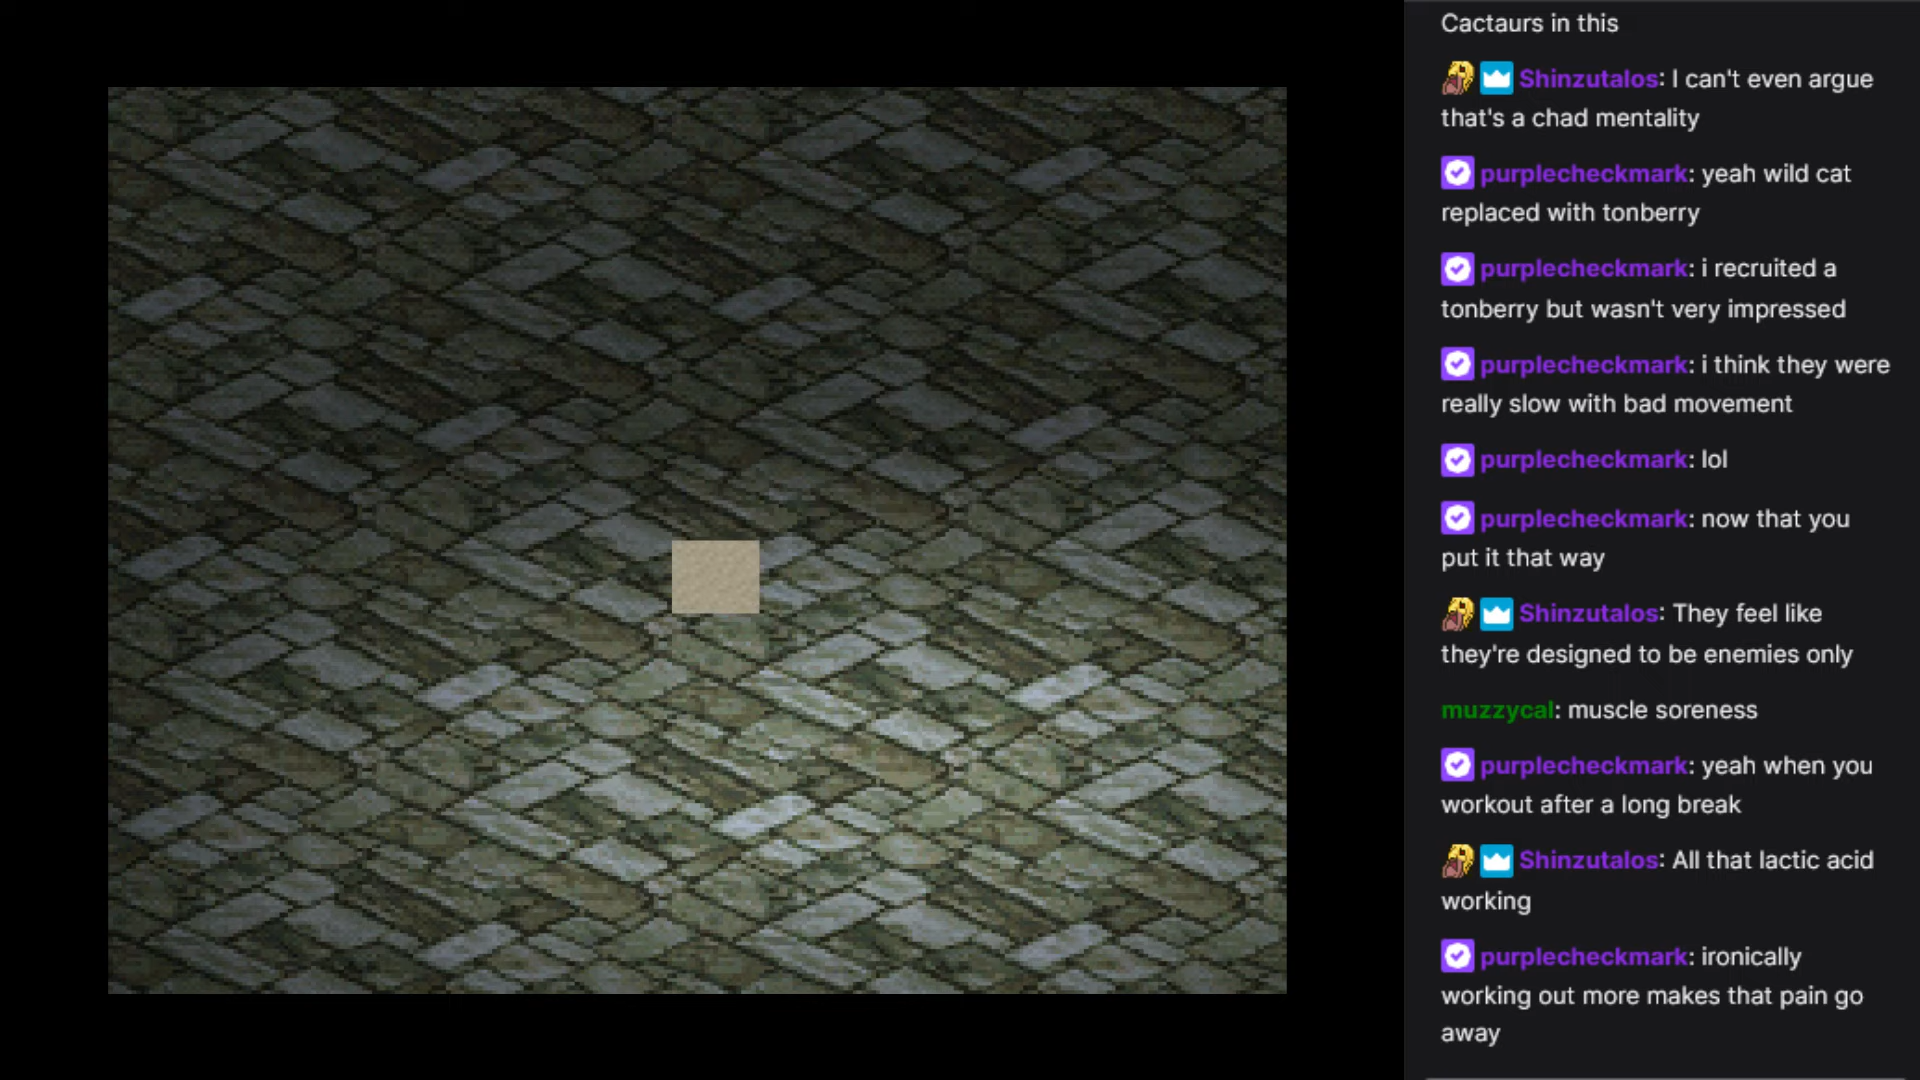 Cactaurs in this
Shinzutalos: I can't even argue
that's a chad mentality
purplecheckmark: yeah wild cat
replaced with tonberry
purplecheckmark: i recruited a
tonberry but wasn't very impressed
purplecheckmark: i think they were
really slow with bad movement
purplecheckmark: lol
purplecheckmark: now that you
put it that way
Shinzutalos: They feel like
they're designed to be enemies only
muzzycal: muscle soreness
purplecheckmark: yeah when you
workout after a long break
Shinzutalos: All that lactic acid
working
purplecheckmark: ironically
working out more makes that pain go
away